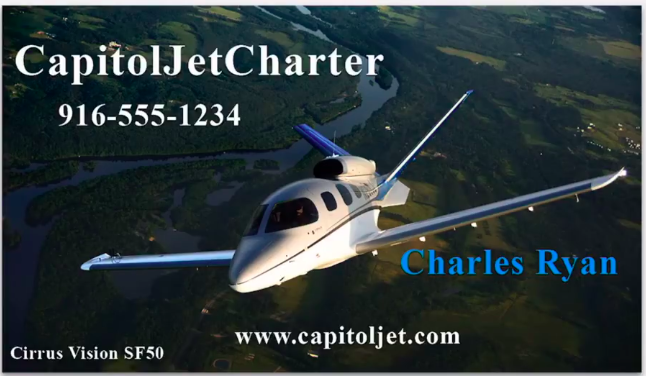 CapitolJetCharter
916-555-1234
Charles Ryan
www.capitoljet.com
Cirrus Vision SF50